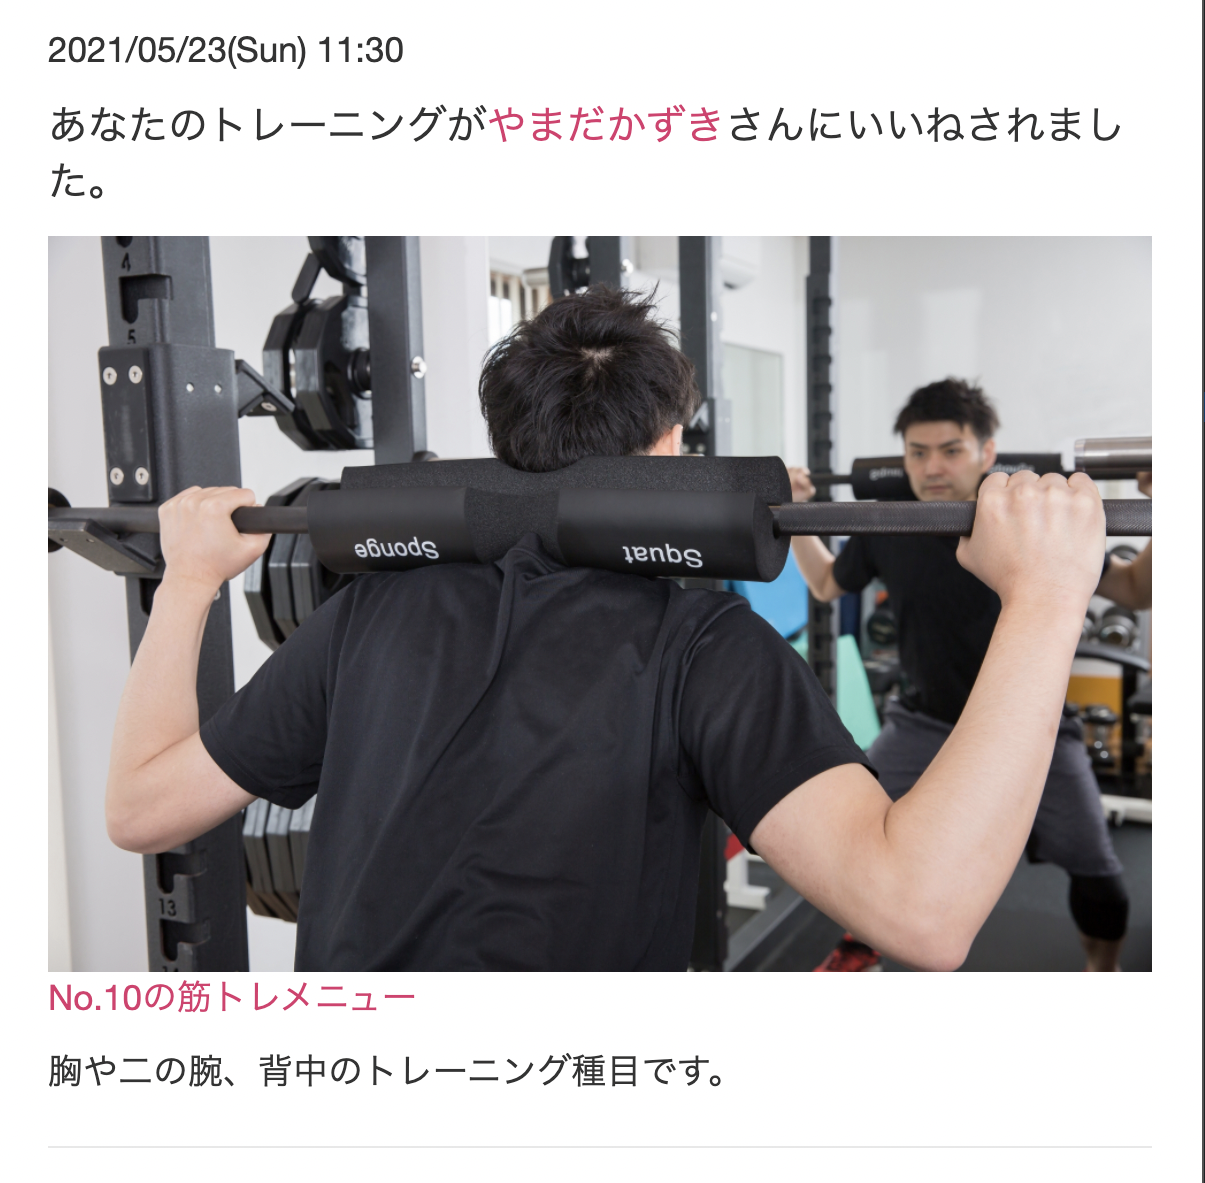 2021/05/23(Sun) 11:30
あなたのトレーニングがやまだかずきさんにいいねされまし
た。
4
5
Sponge
Squat
13
No.10の筋トレメニュー
胸や二の腕、背中のトレーニング種目です。